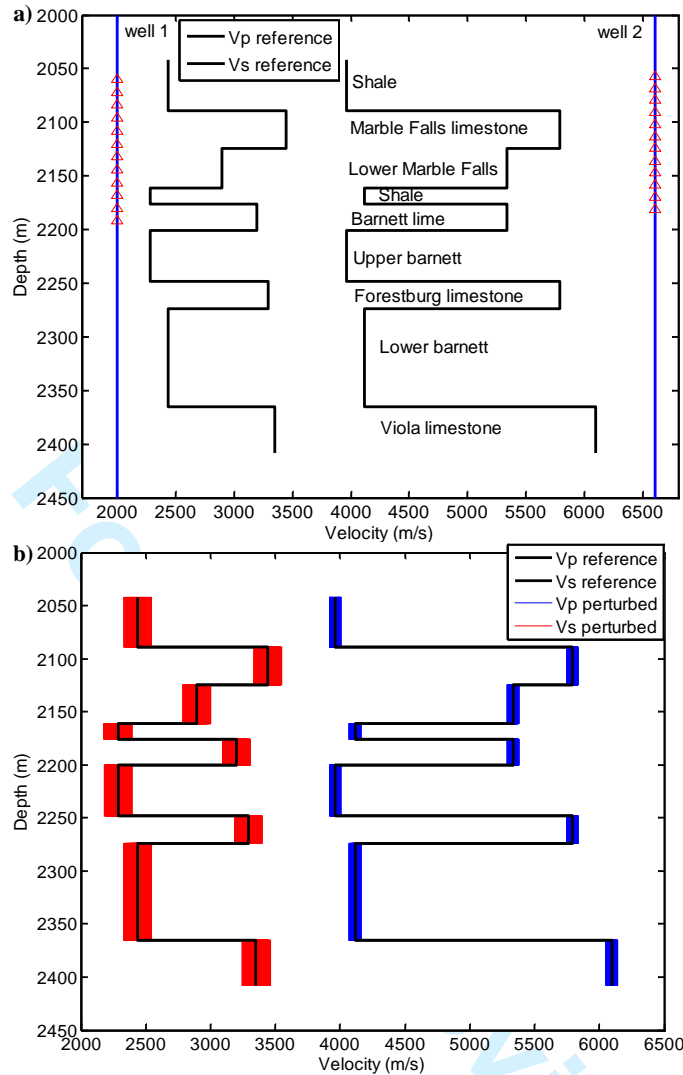 a)
2000
2050
2100
2150
2200
2250
2300
2350
2400
2450
Depth (m)
well 1
Vp reference
Vs reference
well 2
Shale
Marble Falls limestone
Lower Marble Falls
Shale
Barnett lime
Upper barnett
Forestburg limestone
Lower barnett
Viola limestone
2000 2500 3000 3500 4000 4500 5000 5500 6000 6500
Velocity (m/s)
b)
2000
2050
2100
2150
2200
2250
2300
2350
2400
2450
Depth (m)
Vp reference
Vs reference
Vp perturbed
Vs perturbed
2000 2500 3000 3500 4000 4500 5000 5500 6000 6500
Velocity (m/s)